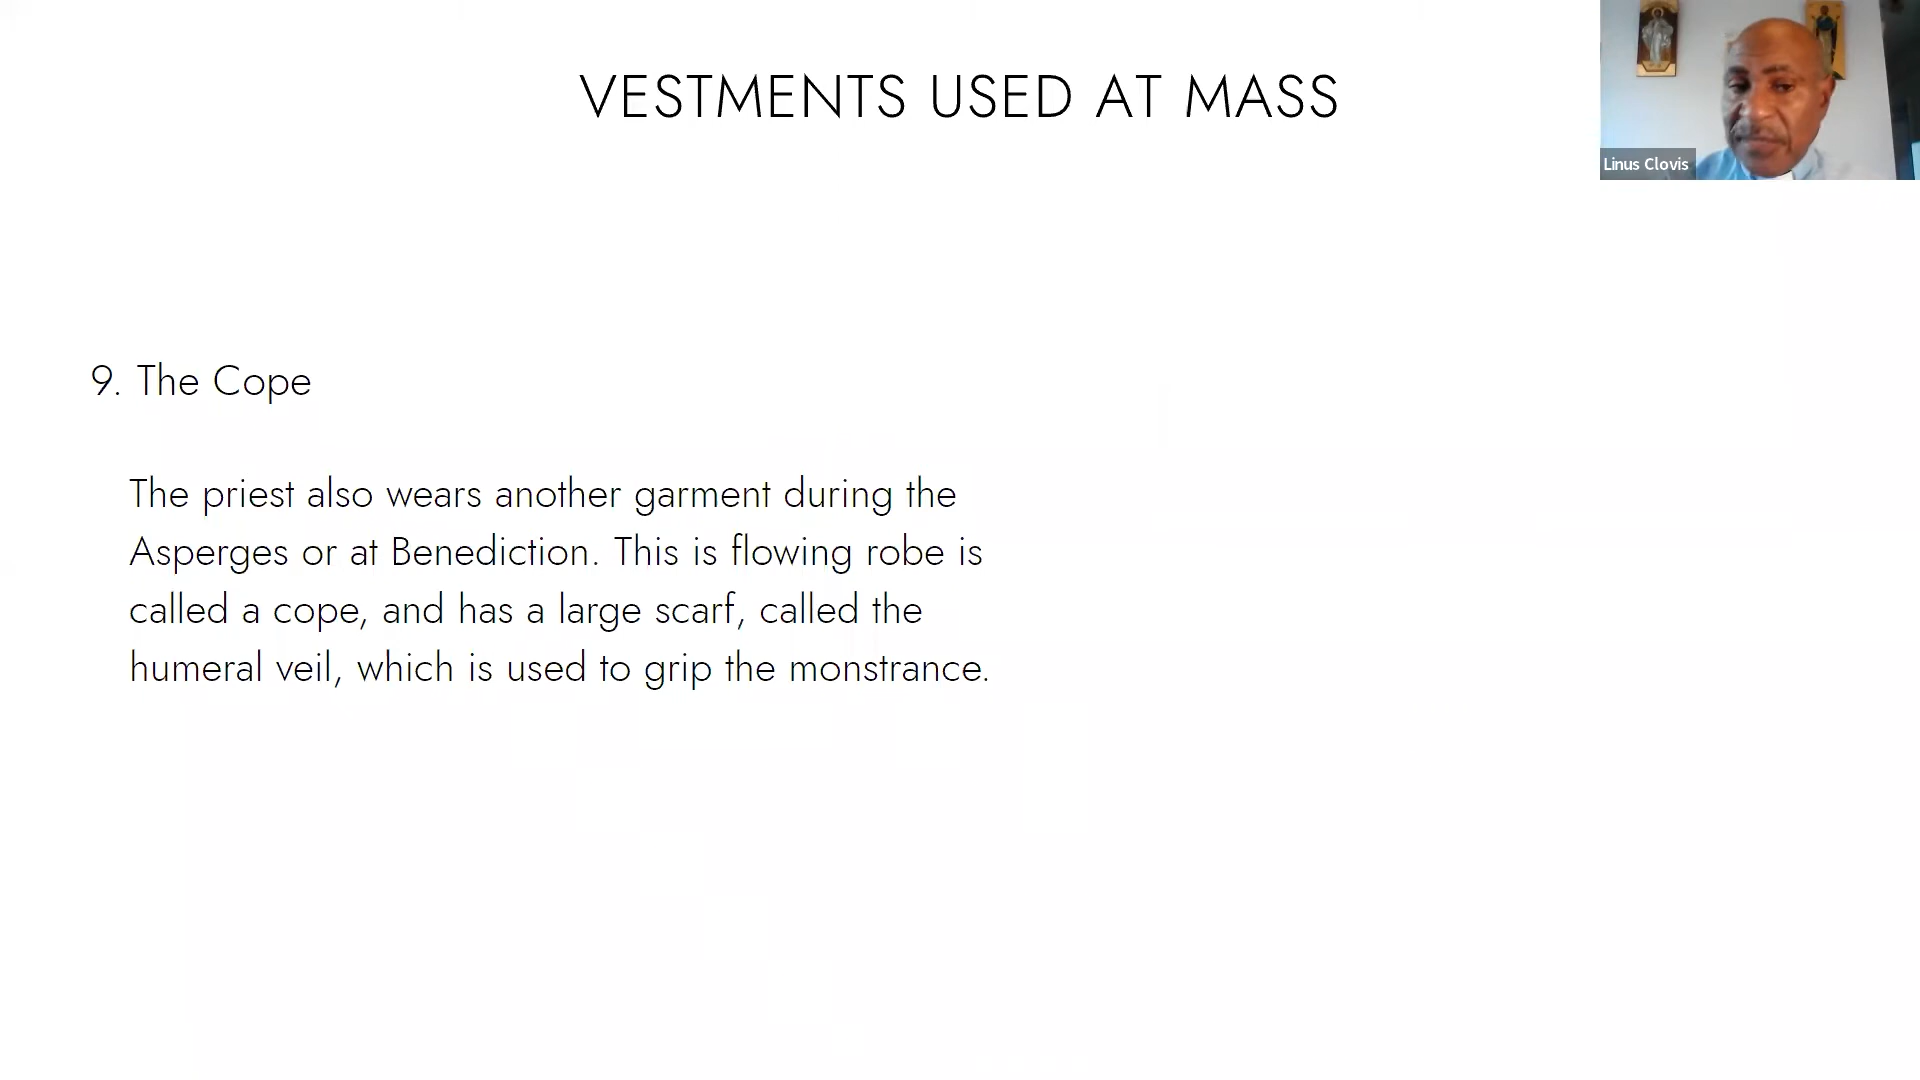 VESTMENTS USED AT MASS
Linus Clovis
9. The Cope
The priest also wears another garment during the
Asperges or at Benediction. This is flowing robe is
called a cope, and has a large scarf, called the
humeral veil, which is used to grip the monstrance.